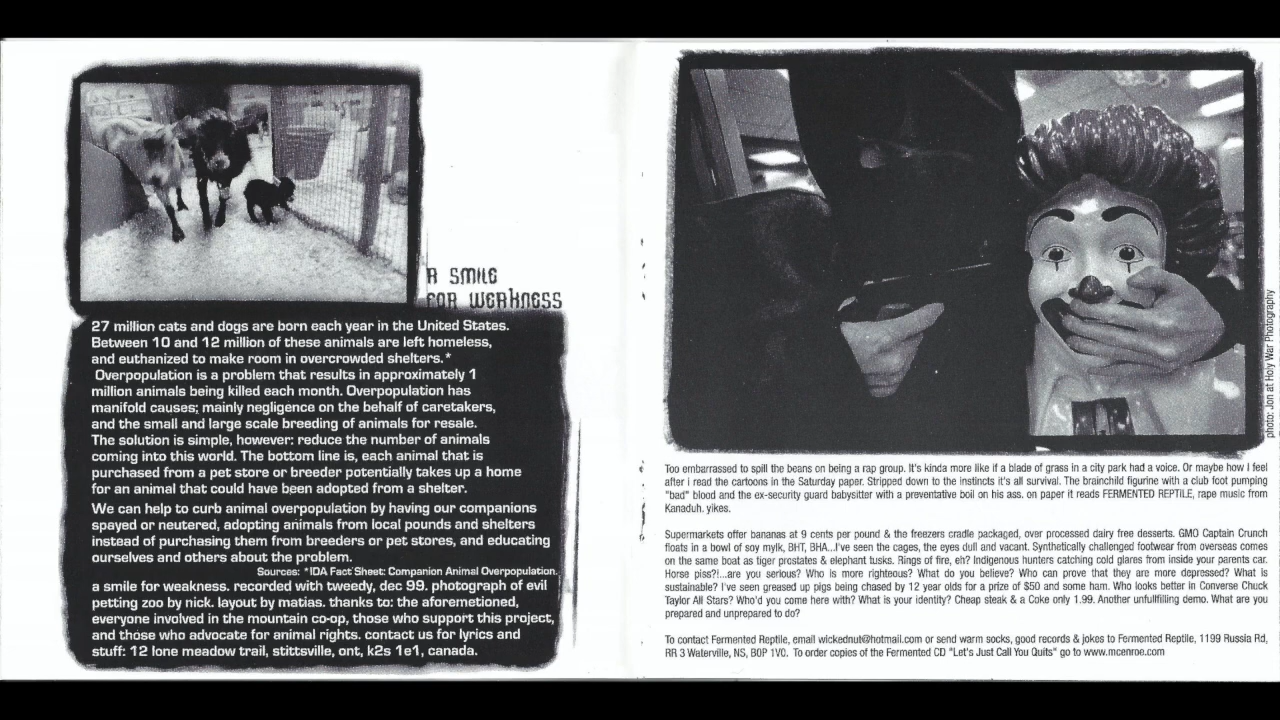 A SMILE
FOR WEAKNESS
27 million cats and dogs are born each year in the United States.
Between 10 and 12 million of these animals are left homeless,
and euthanized to make room in overcrowded shelters.*
Overpopulation is a problem that results in approximately 1
million animals being killed each month. Overpopulation has
manifold causes; mainly negligence on the behalf of caretakers,
and the small and large scale breeding of animals for resale.
The solution is simple, however: reduce the number of animals
coming into this world. The bottom line is, each animal that is
purchased from a pet store or breeder potentially takes up a home
for an animal that could have been adopted from a shelter.
We can help to curb animal overpopulation by having our companions
spayed or neutered, adopting animals from local pounds and shelters
instead of purchasing them from breeders or pet stores, and educating
ourselves and others about the problem.
Sources: *IDA Fact Sheet: Companion Animal Overpopulation.
a smile for weakness. recorded with tweedy, dec 99. photograph of evil
petting zoo by nick. layout by matias. thanks to: the aforementioned,
everyone involved in the mountain co-op, those who support this project,
and those who advocate for animal rights. contact us for lyrics and
stuff: 12 lone meadow trail, stittsville, ont, k2s 1e1, canada.
photo: Jon at Holy War Photography
Too embarrassed to spill the beans on being a rap group. It's kinda more like if a blade of grass in a city park had a voice. Or maybe how I feel
after i read the cartoons in the Saturday paper. Stripped down to the instincts it's all survival. The brainchild figurine with a club foot pumping
"bad" blood and the ex-security guard babysitter with a preventative boil on his ass. on paper it reads FERMENTED REPTILE, rape music from
Kanaduh. yikes.
Supermarkets offer bananas at 9 cents per pound & the freezers cradle packaged, over processed dairy free desserts. GMO Captain Crunch
floats in a bowl of soy mylk, BHT, BHA...I've seen the cages, the eyes dull and vacant. Synthetically challenged footwear from overseas comes
on the same boat as tiger prostates & elephant tusks. Rings of fire, eh? Indigenous hunters catching cold glares from inside your parents car.
Horse piss?!...are you serious? Who is more righteous? What do you believe? Who can prove that they are more depressed? What is
sustainable? I've seen greased up pigs being chased by 12 year olds for a prize of $50 and some ham. Who looks better in Converse Chuck
Taylor All Stars? Who'd you come here with? What is your identity? Cheap steak & a Coke only 1.99. Another unfullfilling demo. What are you
prepared and unprepared to do?
To contact Fermented Reptile, email wickednut@hotmail.com or send warm socks, good records & jokes to Fermented Reptile, 1199 Russia Rd,
RR 3 Waterville, NS, B0P 1V0. To order copies of the Fermented CD "Let's Just Call You Quits" go to www.mcenroe.com